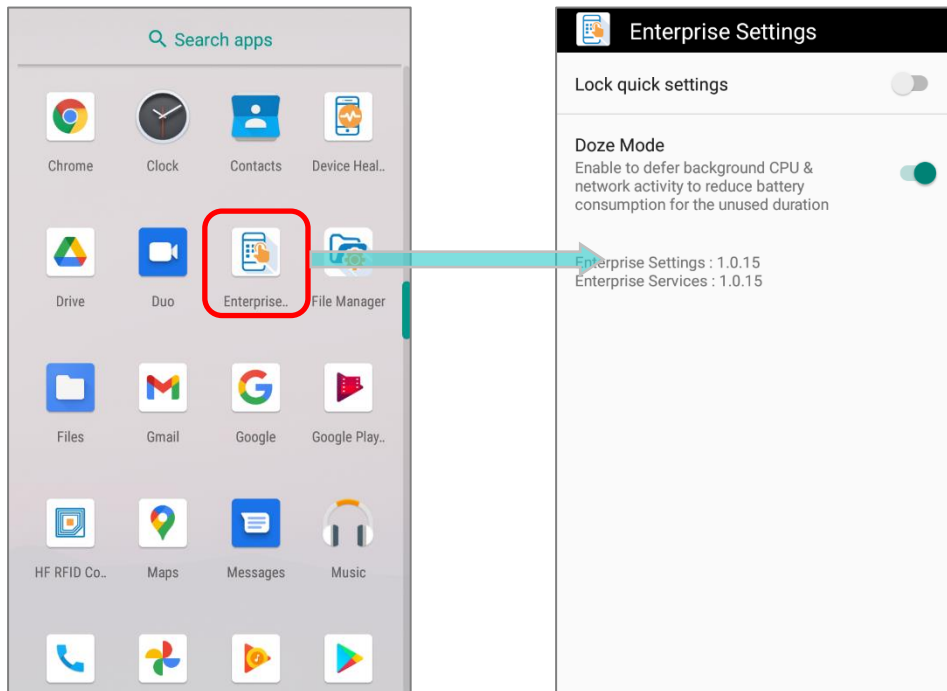 Search apps
Chrome
Clock
Contacts
Device Heal..
Drive
Duo
Enterprise..
File Manager
Files
Gmail
Google
Google Play..
HF RFID Co..
Maps
Messages
Music
Enterprise Settings
Lock quick settings
Doze Mode
Enable to defer background CPU &
network activity to reduce battery
consumption for the unused duration
Enterprise Settings : 1.0.15
Enterprise Services : 1.0.15